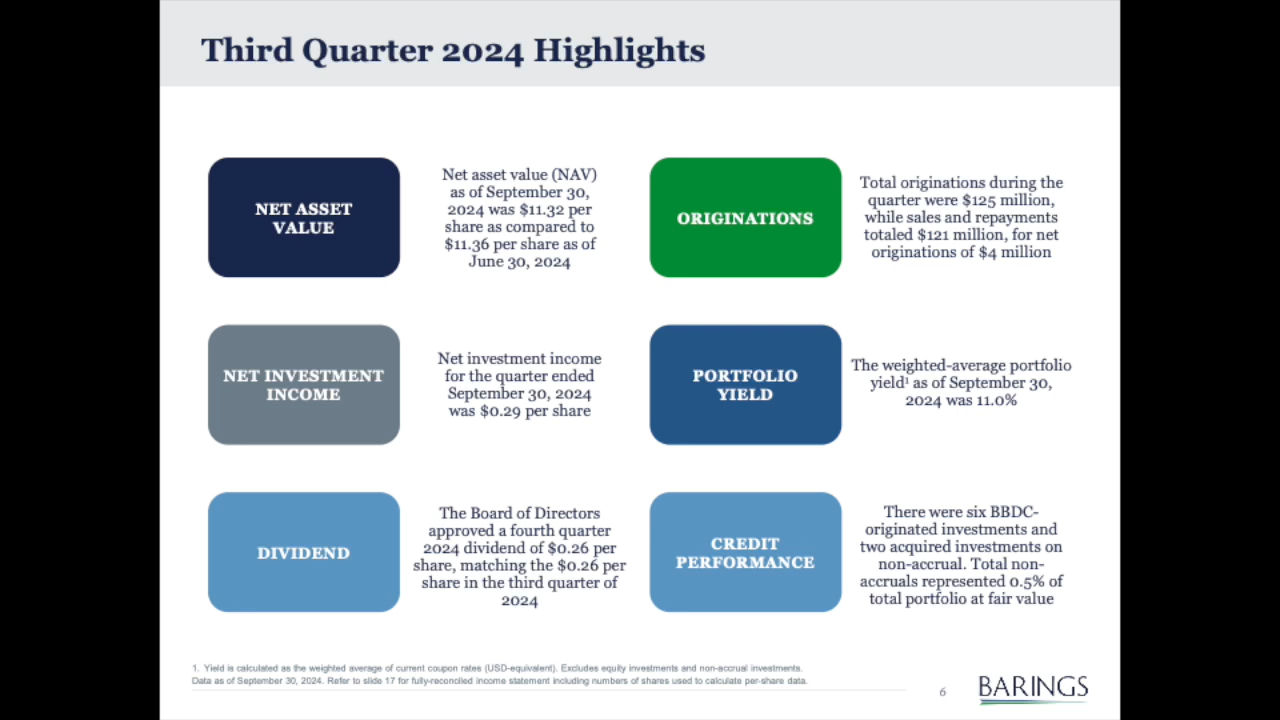 Third Quarter 2024 Highlights
NET ASSET
VALUE
Net asset value (NAV)
as of September 30,
2024 was $11.32 per
share as compared to
$11.36 per share as of
June 30, 2024
ORIGINATIONS
Total originations during the
quarter were $125 million,
while sales and repayments
totaled $121 million, for net
originations of $4 million
NET INVESTMENT
INCOME
Net investment income
for the quarter ended
September 30, 2024
was $0.29 per share
PORTFOLIO
YIELD
The weighted-average portfolio
yield¹ as of September 30,
2024 was 11.0%
DIVIDEND
The Board of Directors
approved a fourth quarter
2024 dividend of $0.26 per
share, matching the $0.26 per
share in the third quarter of
2024
CREDIT
PERFORMANCE
There were six BBDC-
originated investments and
two acquired investments on
non-accrual. Total non-
accruals represented 0.5% of
total portfolio at fair value
1. Yield is calculated as the weighted average of current coupon rates (USD-equivalent). Excludes equity investments and non-accrual investments.
Data as of September 30, 2024. Refer to slide 17 for fully-reconciled income statement including numbers of shares used to calculate per-share data.
6
BARINGS